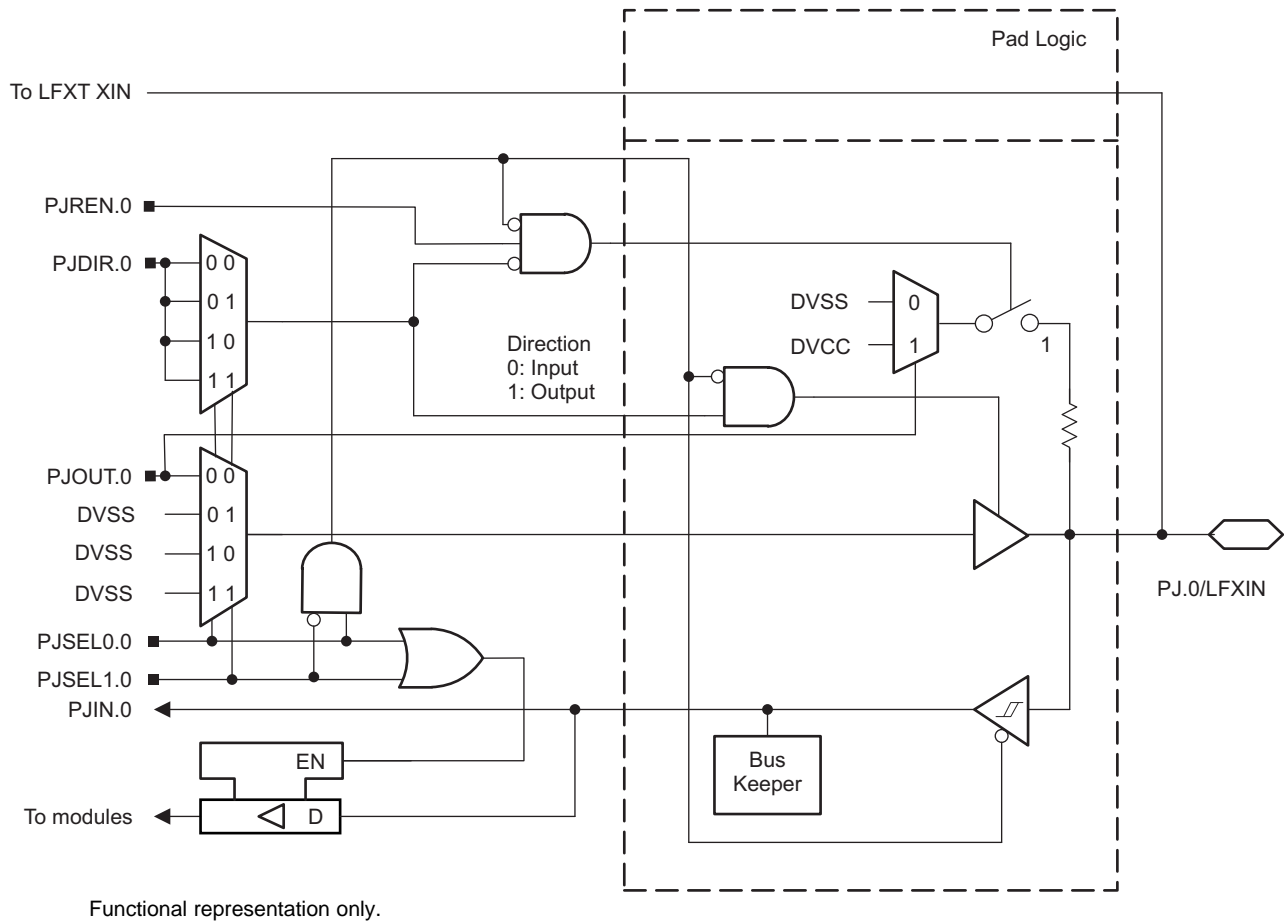 Pad Logic
To LFXT XIN
PJREN.0
PJDIR.0
0 0
0 1
1 0
1 1
Direction
0: Input
1: Output
DVSS
0
DVCC
1
1
PJOUT.0
0 0
DVSS
0 1
DVSS
1 0
DVSS
1 1
PJ.0/LFXIN
PJSEL0.0
PJSEL1.0
PJIN.0
EN
Bus
Keeper
To modules
D
Functional representation only.